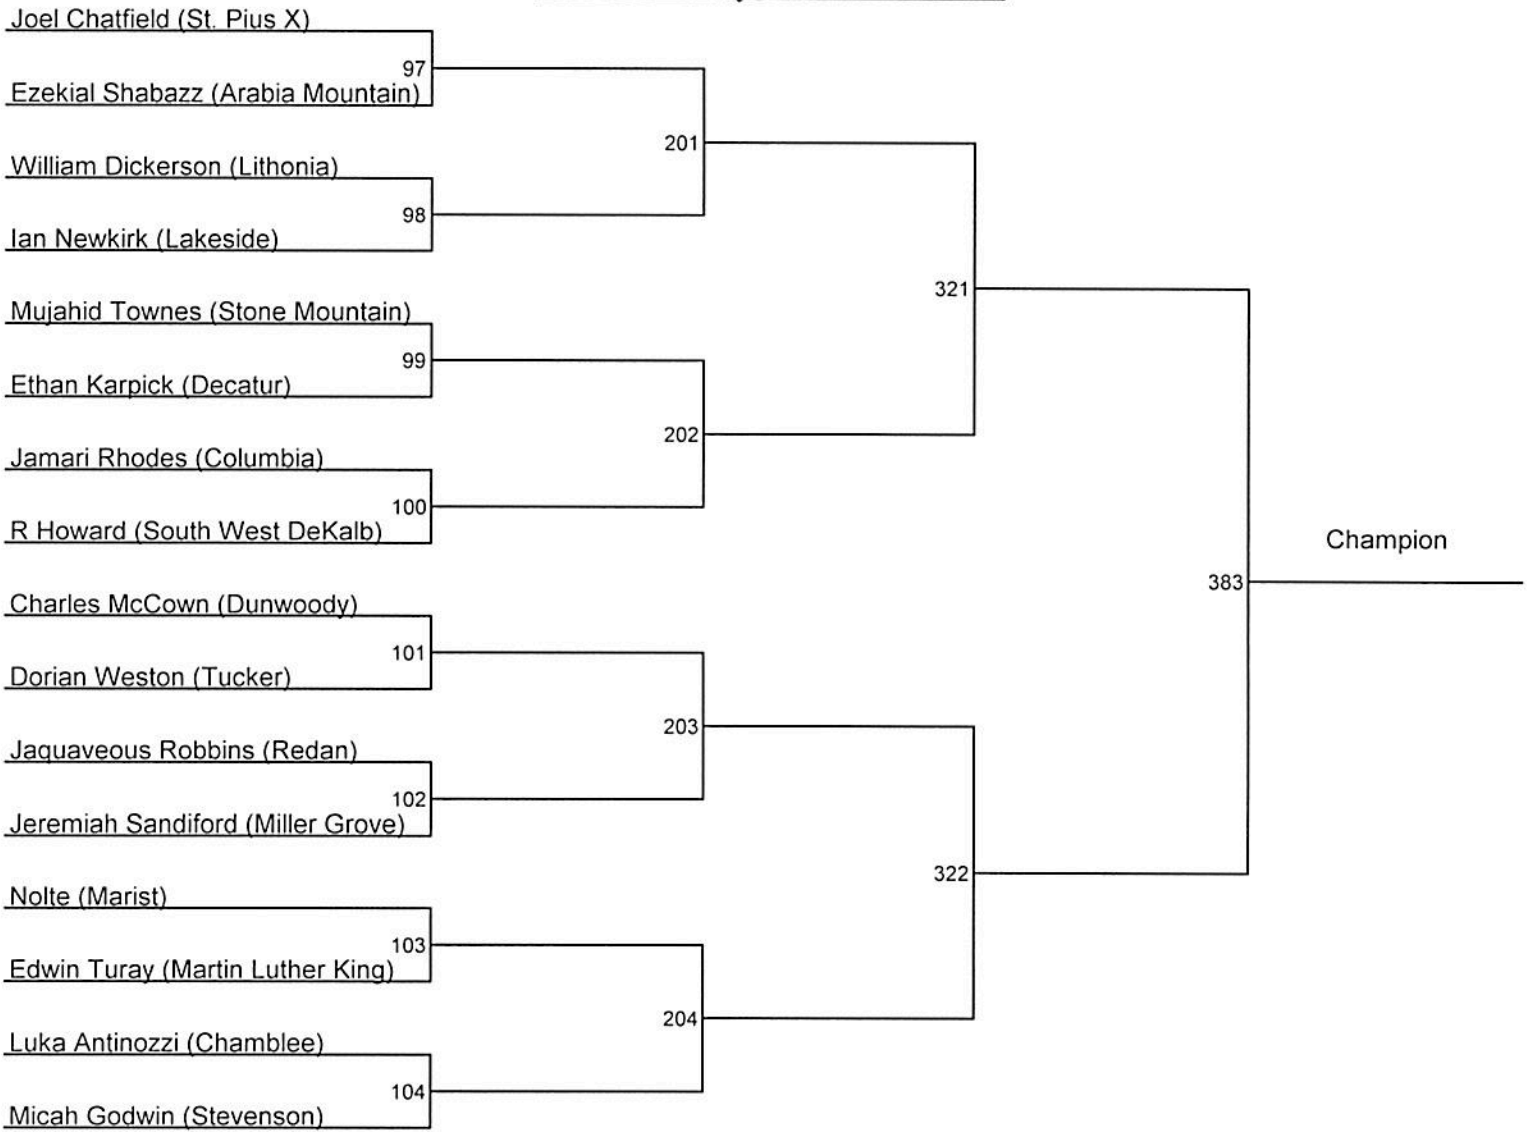 Joel Chatfield (St. Pius X)
97
Ezekial Shabazz (Arabia Mountain)
201
William Dickerson (Lithonia)
98
Ian Newkirk (Lakeside)
321
Mujahid Townes (Stone Mountain)
99
Ethan Karpick (Decatur)
202
Jamari Rhodes (Columbia)
100
R Howard (South West DeKalb)
Champion
383
Charles McCown (Dunwoody)
101
Dorian Weston (Tucker)
203
Jaquaveous Robbins (Redan)
102
Jeremiah Sandiford (Miller Grove)
322
Nolte (Marist)
103
Edwin Turay (Martin Luther King)
204
Luka Antinozzi (Chamblee)
104
Micah Godwin (Stevenson)